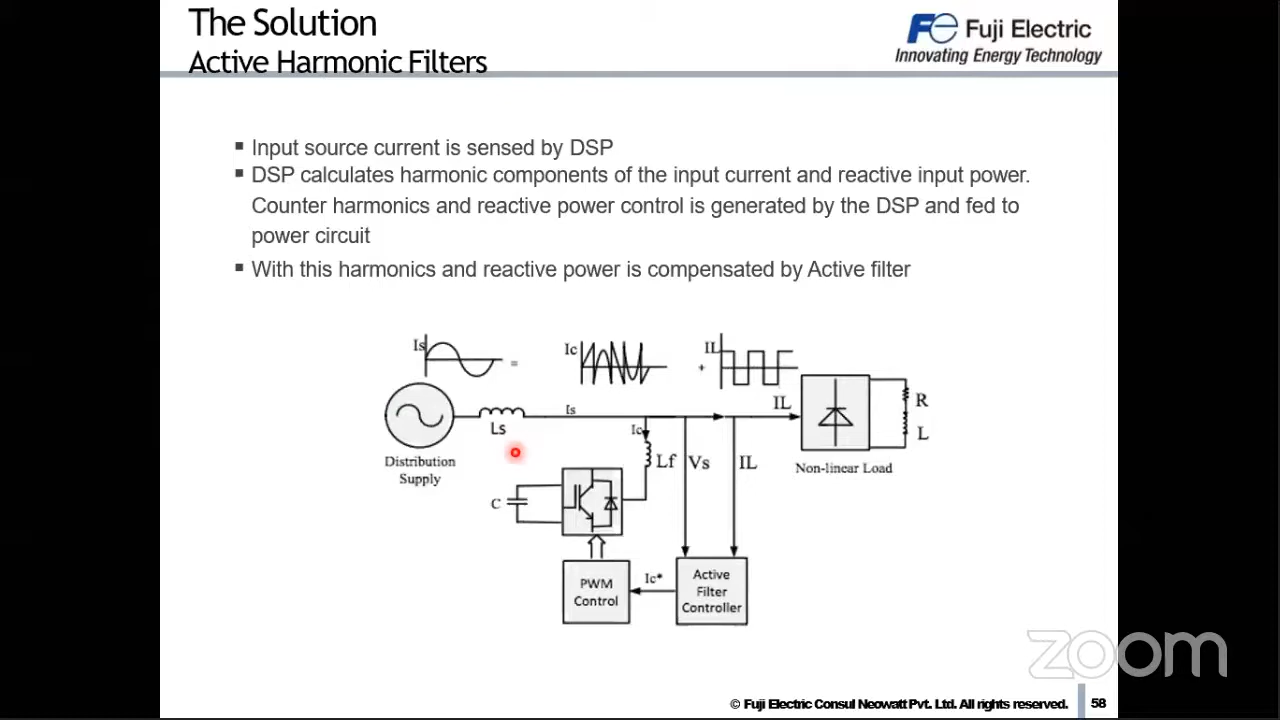 The Solution
Active Harmonic Filters
Fe Fuji Electric
Innovating Energy Technology
▪ Input source current is sensed by DSP
▪ DSP calculates harmonic components of the input current and reactive input power.
Counter harmonics and reactive power control is generated by the DSP and fed to
power circuit
▪ With this harmonics and reactive power is compensated by Active filter
Is
=
Ic
+
IL
Is
IL
R
Ls
Ic
L
Distribution
Supply
Lf
Vs
IL
Non-linear Load
C
PWM
Control
Ic*
Active
Filter
Controller
zoom
© Fuji Electric Consul Neowatt Pvt. Ltd. All rights reserved.
58